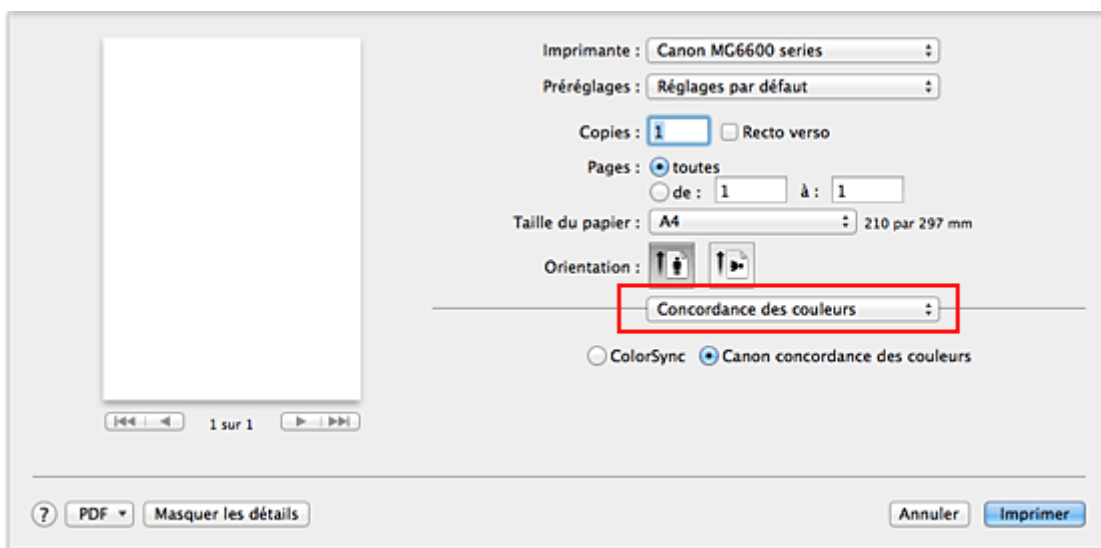 Imprimante : Canon MG6600 series
Préréglages : Réglages par défaut
Copies : 1 Recto verso
Pages : toutes
de : 1 à : 1
Taille du papier : A4 210 par 297 mm
Orientation :
Concordance des couleurs
ColorSync Canon concordance des couleurs
1 sur 1
? PDF Masquer les détails Annuler Imprimer